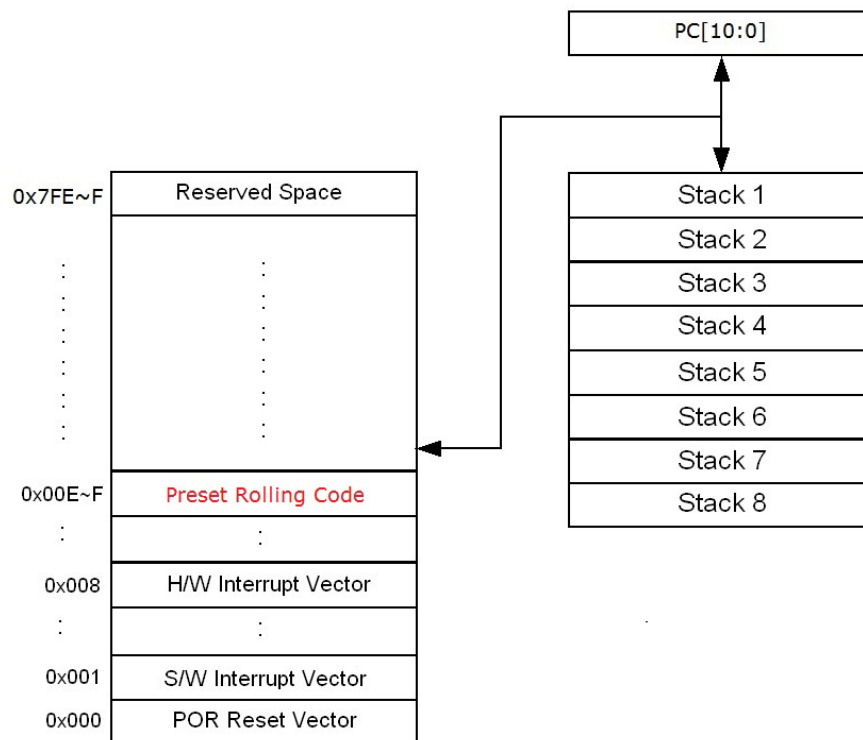 PC[10:0]
0x7FE~F Reserved Space
Stack 1
Stack 2
Stack 3
Stack 4
Stack 5
Stack 6
Stack 7
Stack 8
0x00E~F Preset Rolling Code
0x008 H/W Interrupt Vector
0x001 S/W Interrupt Vector
0x000 POR Reset Vector